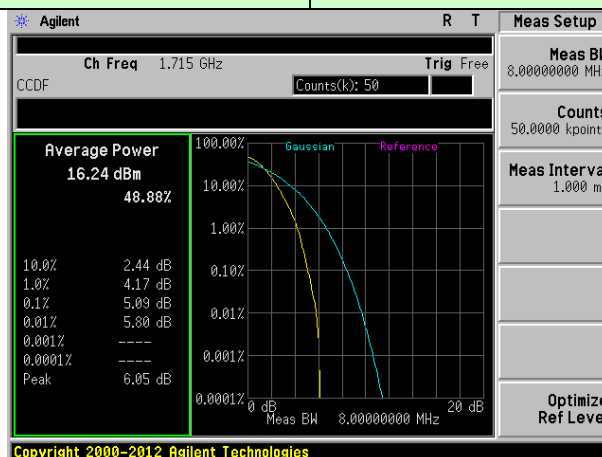 Agilent R T Meas Setup
Ch Freq 1.715 GHz Trig Free
CCDF Counts(k): 50
Average Power
16.24 dBm
48.88%
10.0% 2.44 dB
1.0% 4.17 dB
0.1% 5.09 dB
0.01% 5.80 dB
0.001% ----
0.0001% ----
Peak 6.05 dB
Gaussian Reference
100.00%
10.00%
1.00%
0.10%
0.01%
0.001%
0.0001%
0 dB 20 dB
Meas BW 8.00000000 MHz
Meas
8.00000000
Counts
50.0000
Meas
1.000
Optimize
Ref Level
Copyright 2000-2012 Agilent Technologies